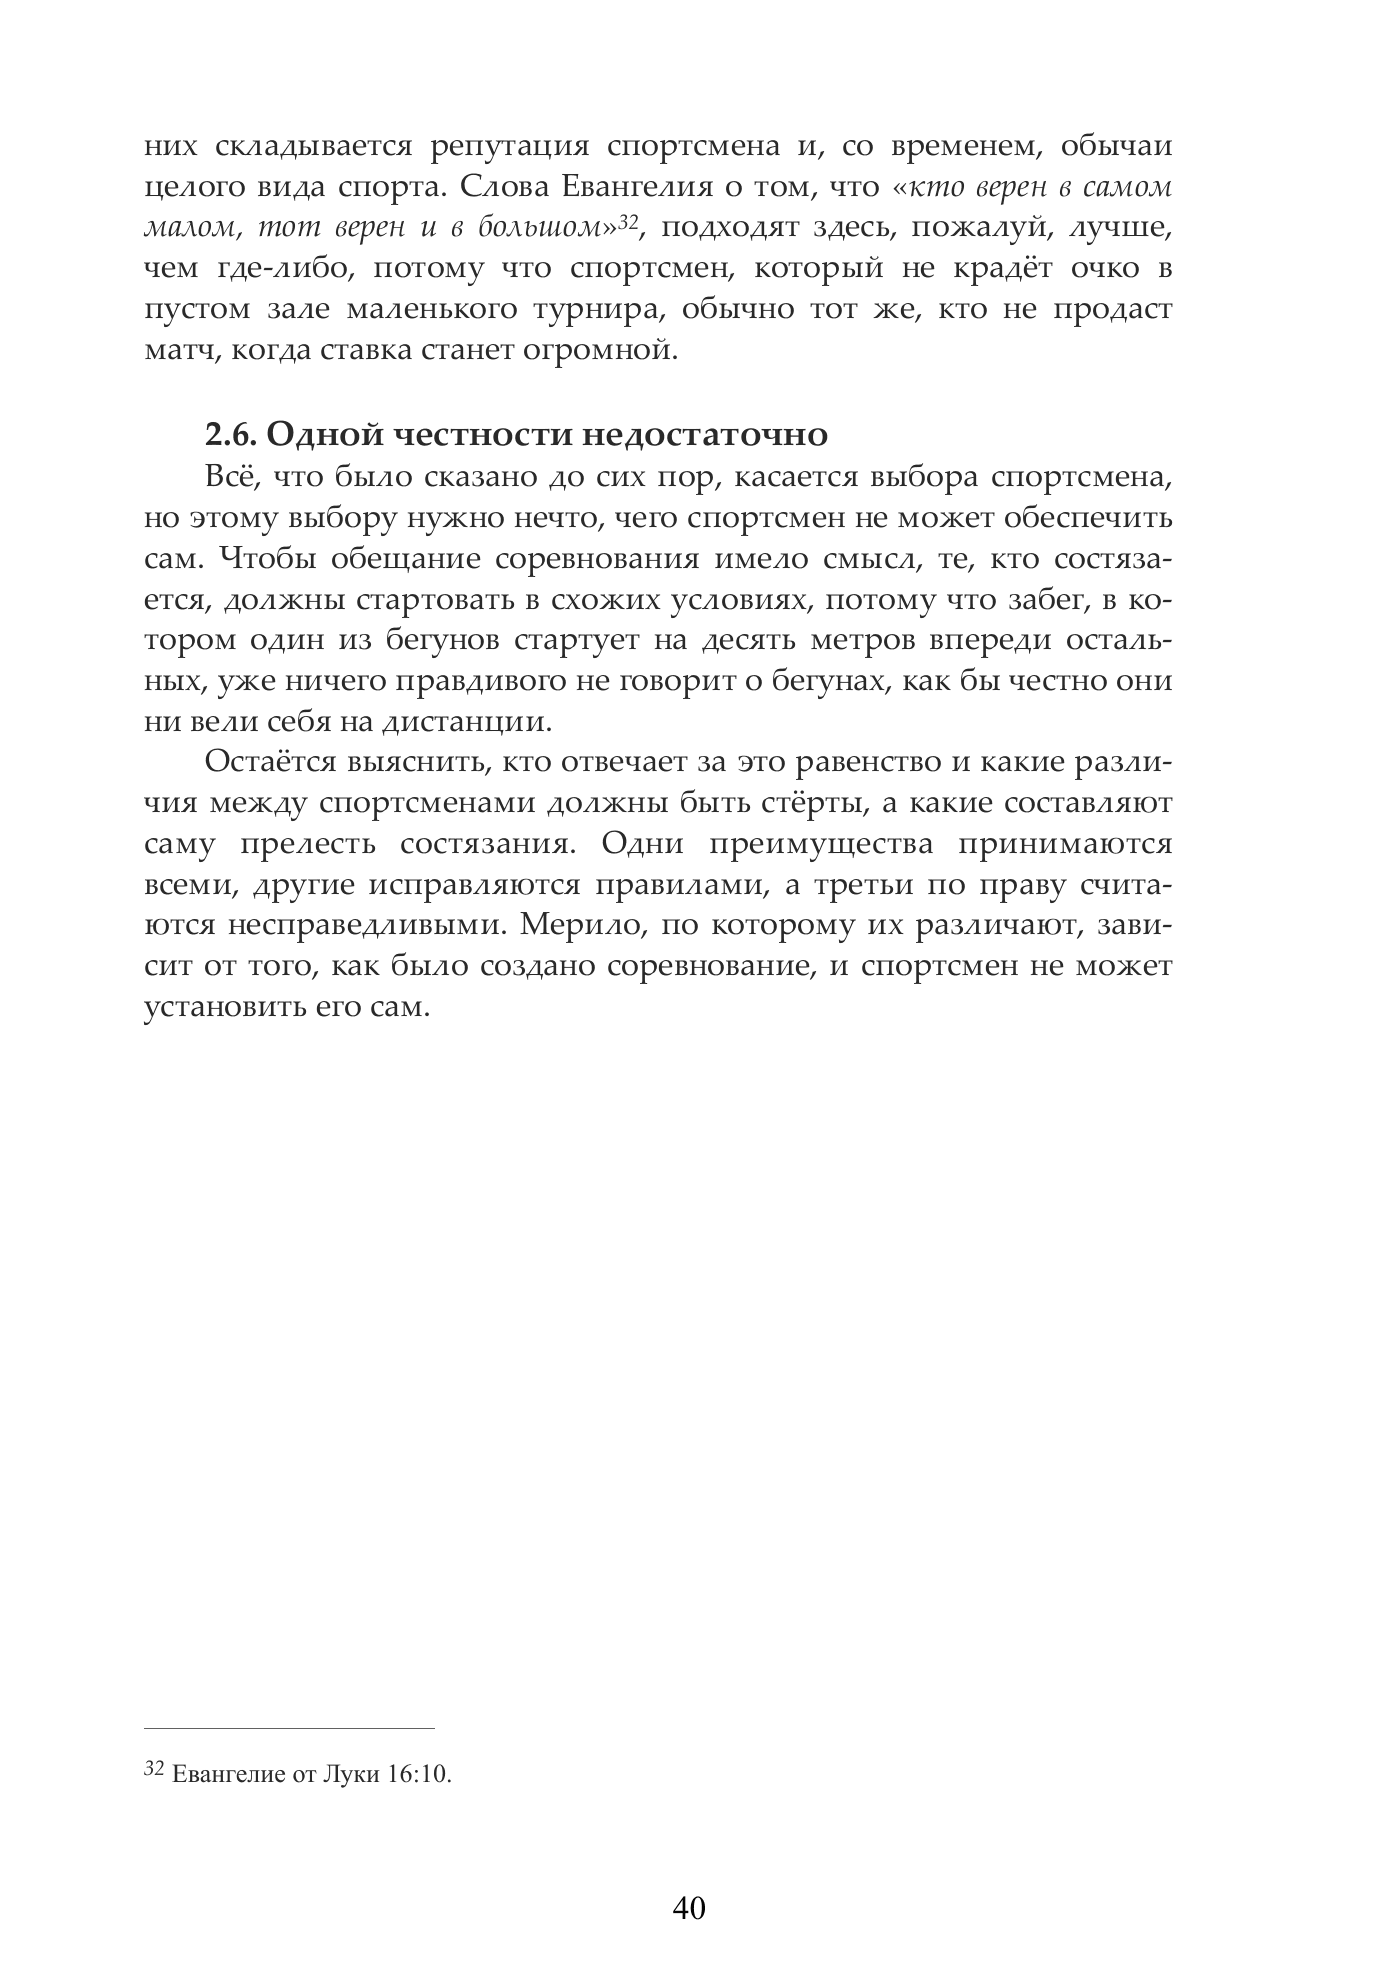 них складывается репутация спортсмена и, со временем, обычаи
целого вида спорта. Слова Евангелия о том, что «кто верен в самом
малом, тот верен и в большом»32, подходят здесь, пожалуй, лучше,
чем где-либо, потому что спортсмен, который не крадёт очко в
пустом зале маленького турнира, обычно тот же, кто не продаст
матч, когда ставка станет огромной.
2.6. Одной честности недостаточно
Всё, что было сказано до сих пор, касается выбора спортсмена,
но этому выбору нужно нечто, чего спортсмен не может обеспечить
сам. Чтобы обещание соревнования имело смысл, те, кто состяза-
ется, должны стартовать в схожих условиях, потому что забег, в ко-
тором один из бегунов стартует на десять метров впереди осталь-
ных, уже ничего правдивого не говорит о бегунах, как бы честно они
ни вели себя на дистанции.
Остаётся выяснить, кто отвечает за это равенство и какие разли-
чия между спортсменами должны быть стёрты, а какие составляют
саму прелесть состязания. Одни преимущества принимаются
всеми, другие исправляются правилами, а третьи по праву счита-
ются несправедливыми. Мерило, по которому их различают, зави-
сит от того, как было создано соревнование, и спортсмен не может
установить его сам.
32 Евангелие от Луки 16:10.
40